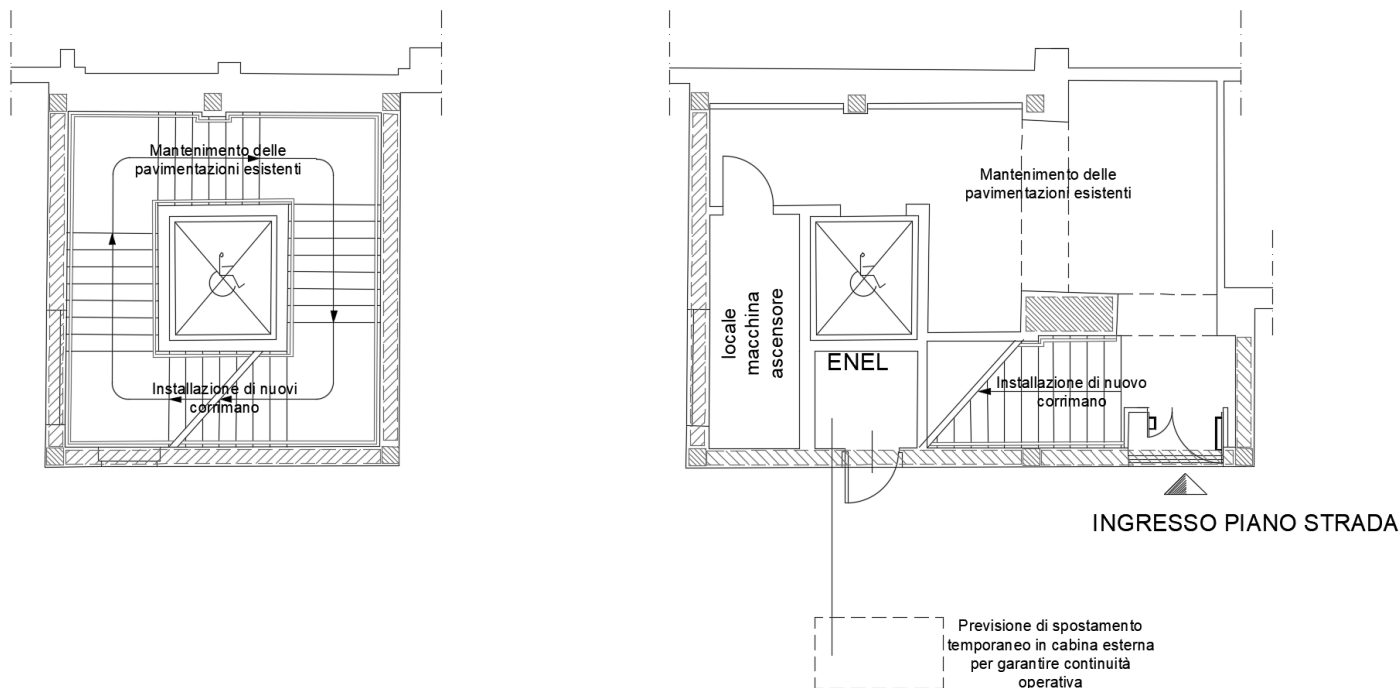 Mantenimento delle
pavimentazioni esistenti
Installazione di nuovi
corrimano
Mantenimento delle
pavimentazioni esistenti
locale
macchina
ascensore
ENEL
Installazione di nuovo
corrimano
INGRESSO PIANO STRADA
Previsione di spostamento
temporaneo in cabina esterna
per garantire continuità
operativa